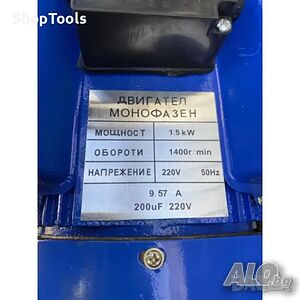 ShopTools
ДВИГАТЕЛ
МОНОФАЗЕН
МОЩНОСТ 1.5kW
ОБОРОТИ 1400r/min
НАПРЕЖЕНИЕ 220V 50Hz
9.57 A
200uF/220V
ALO.bg